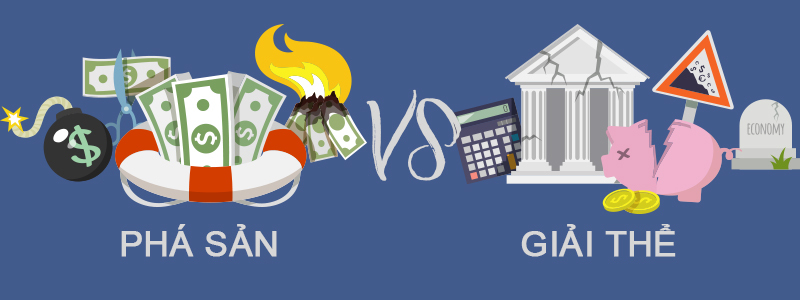 VS
ECONOMY
PHÁ SẢN
GIẢI THỂ